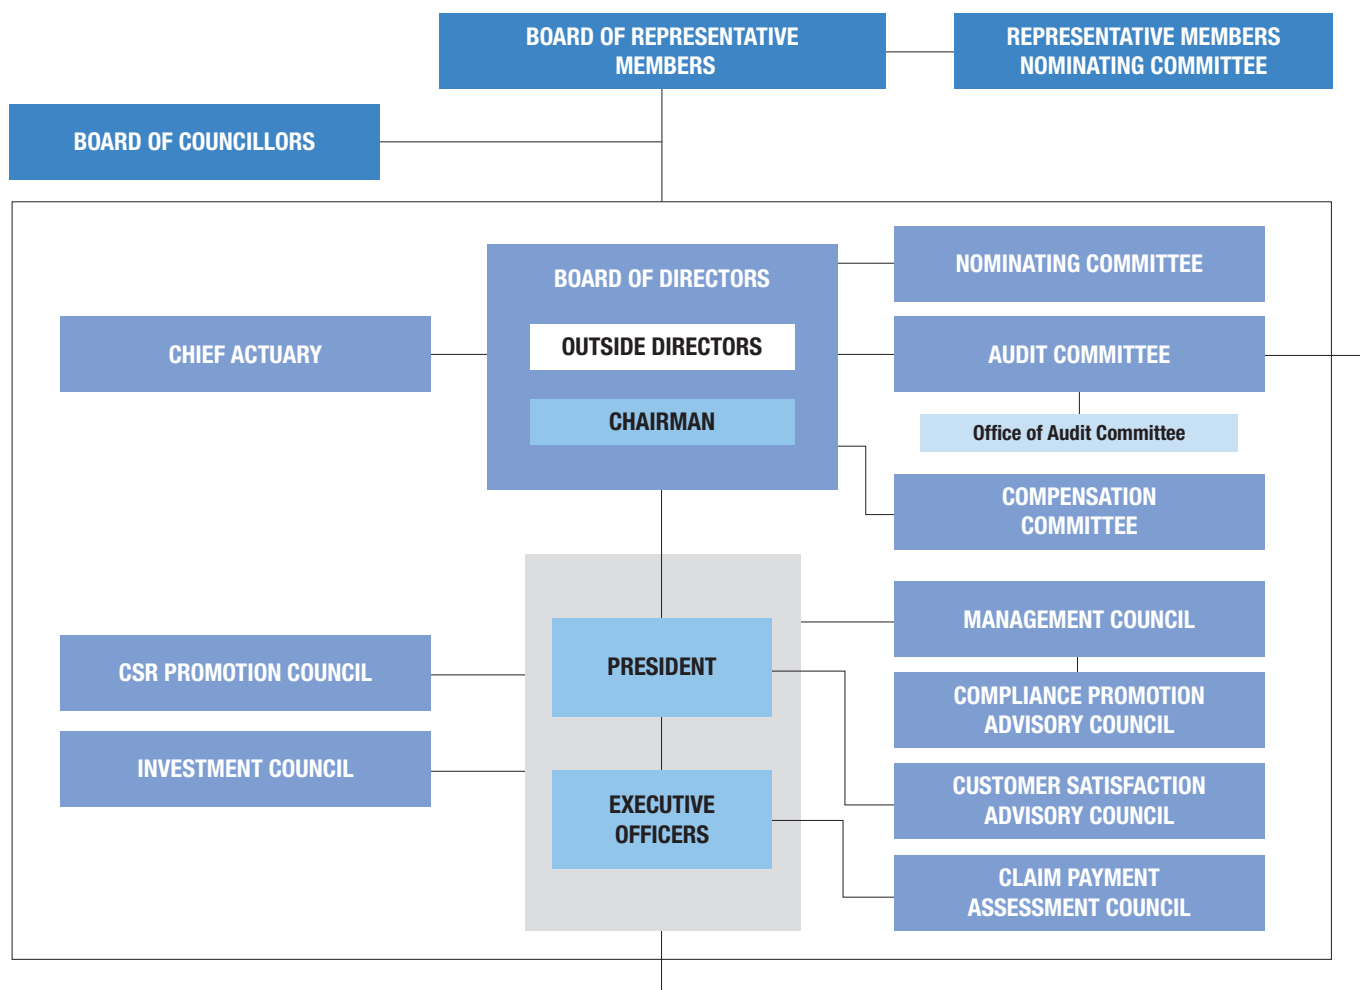 BOARD OF REPRESENTATIVE
MEMBERS
REPRESENTATIVE MEMBERS
NOMINATING COMMITTEE
BOARD OF COUNCILLORS
BOARD OF DIRECTORS
OUTSIDE DIRECTORS
CHAIRMAN
CHIEF ACTUARY
NOMINATING COMMITTEE
AUDIT COMMITTEE
Office of Audit Committee
COMPENSATION
COMMITTEE
PRESIDENT
EXECUTIVE
OFFICERS
CSR PROMOTION COUNCIL
INVESTMENT COUNCIL
MANAGEMENT COUNCIL
COMPLIANCE PROMOTION
ADVISORY COUNCIL
CUSTOMER SATISFACTION
ADVISORY COUNCIL
CLAIM PAYMENT
ASSESSMENT COUNCIL